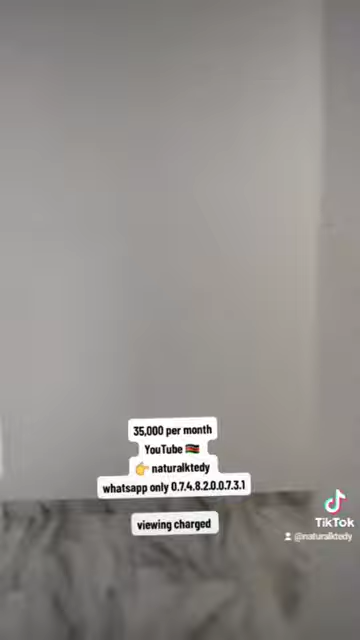 35,000 per month
YouTube 🇰🇪
👉 naturalktedy
whatsapp only 0.7.4.8.2.0.0.7.3.1
viewing charged
TikTok
@naturalktedy